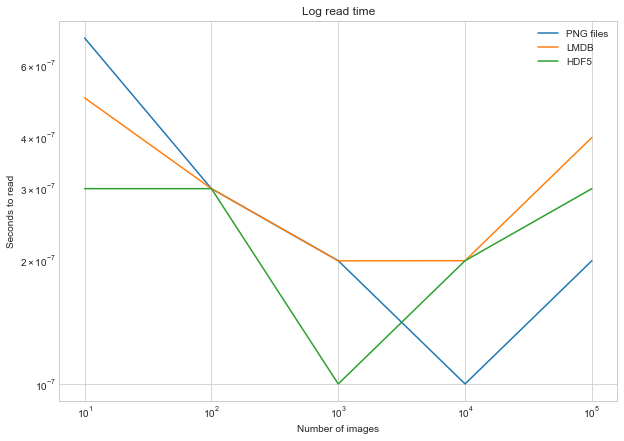 Log read time
PNG files
LMDB
HDF5
6 × 10⁻⁷
4 × 10⁻⁷
3 × 10⁻⁷
2 × 10⁻⁷
10⁻⁷
Seconds to read
10¹ 10² 10³ 10⁴ 10⁵
Number of images